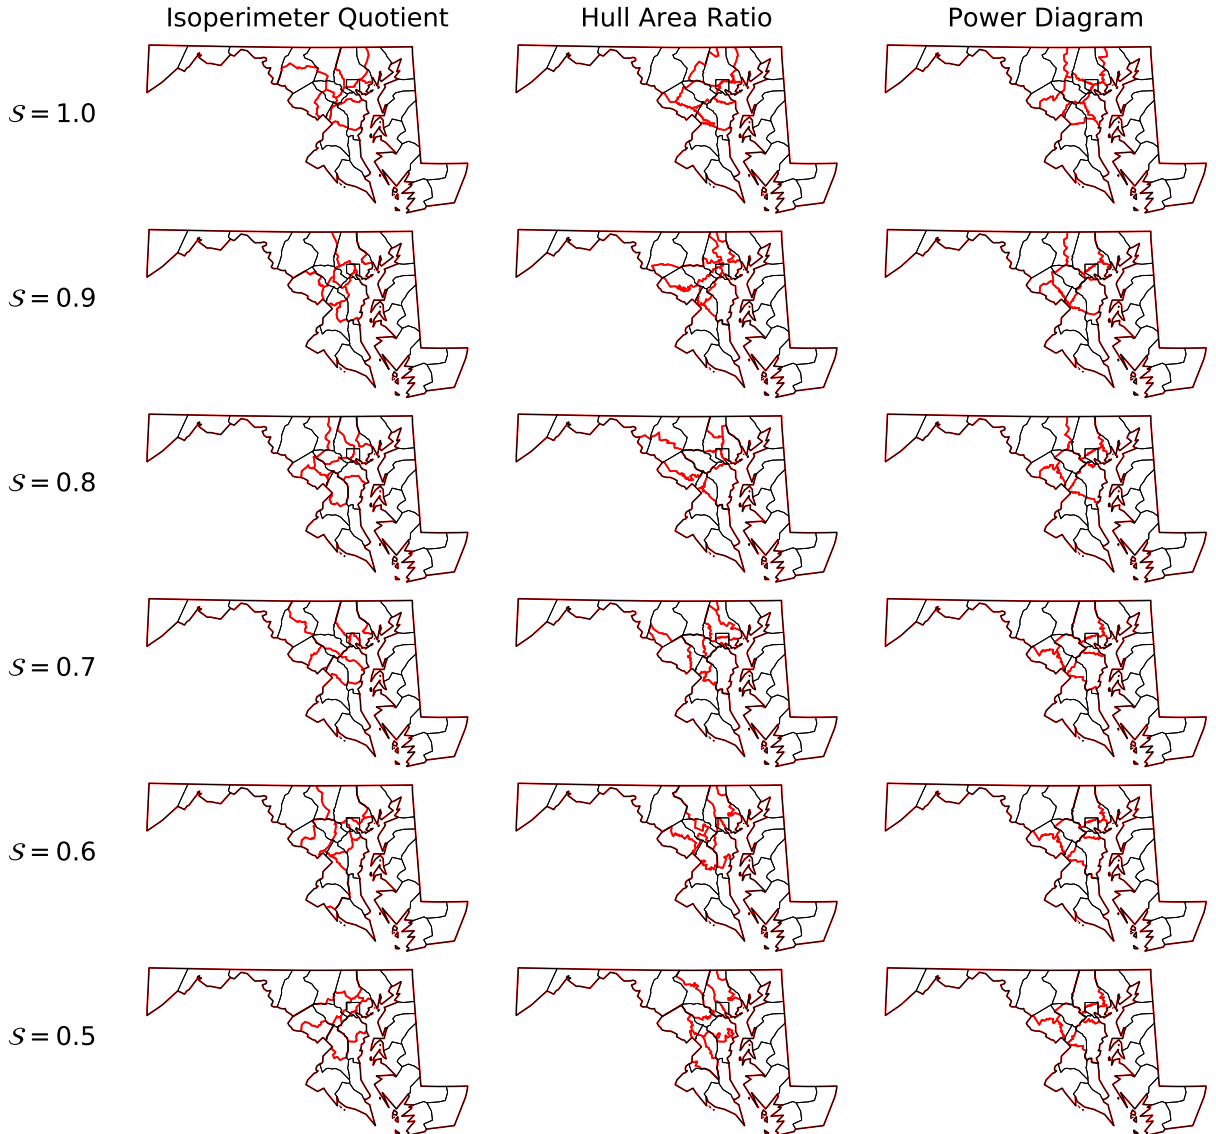 Isoperimeter Quotient Hull Area Ratio Power Diagram
S = 1.0
S = 0.9
S = 0.8
S = 0.7
S = 0.6
S = 0.5